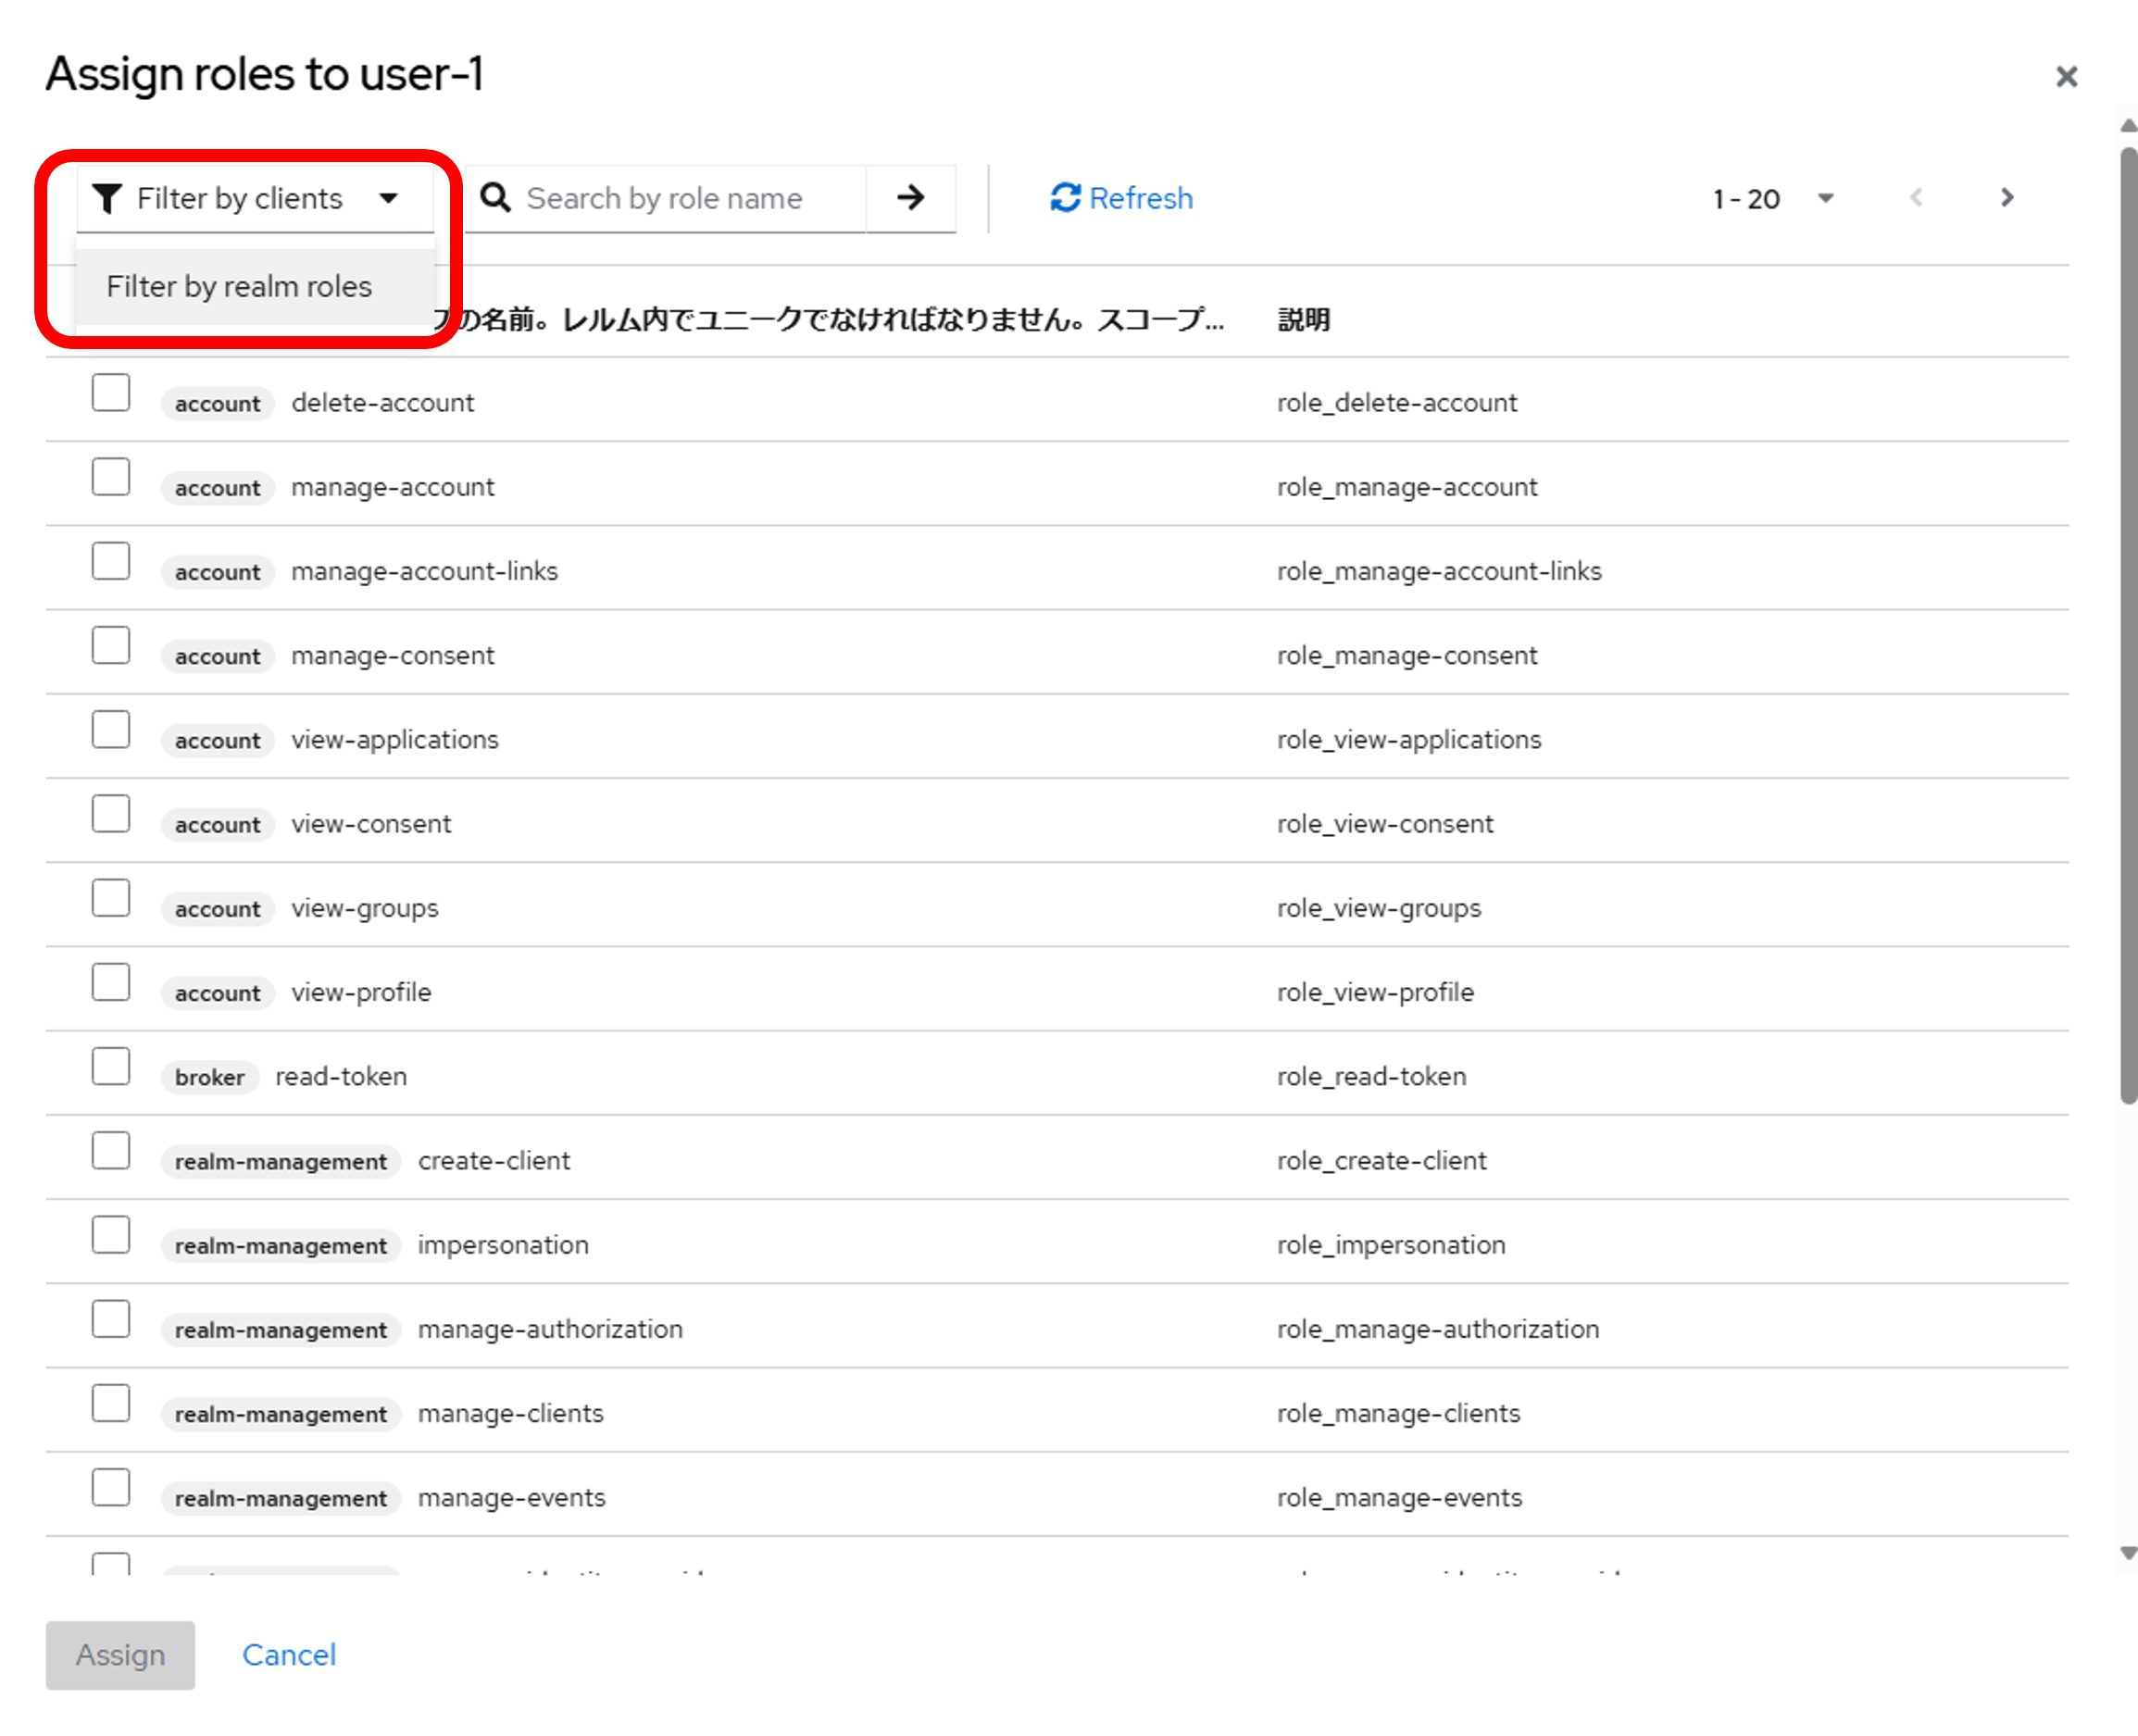 Assign roles to user-1
Filter by clients
Search by role name
Refresh
1 - 20
Filter by realm roles
の名前。レルム内でユニークでなければなりません。スコープ...
説明
account delete-account role_delete-account
account manage-account role_manage-account
account manage-account-links role_manage-account-links
account manage-consent role_manage-consent
account view-applications role_view-applications
account view-consent role_view-consent
account view-groups role_view-groups
account view-profile role_view-profile
broker read-token role_read-token
realm-management create-client role_create-client
realm-management impersonation role_impersonation
realm-management manage-authorization role_manage-authorization
realm-management manage-clients role_manage-clients
realm-management manage-events role_manage-events
Assign
Cancel